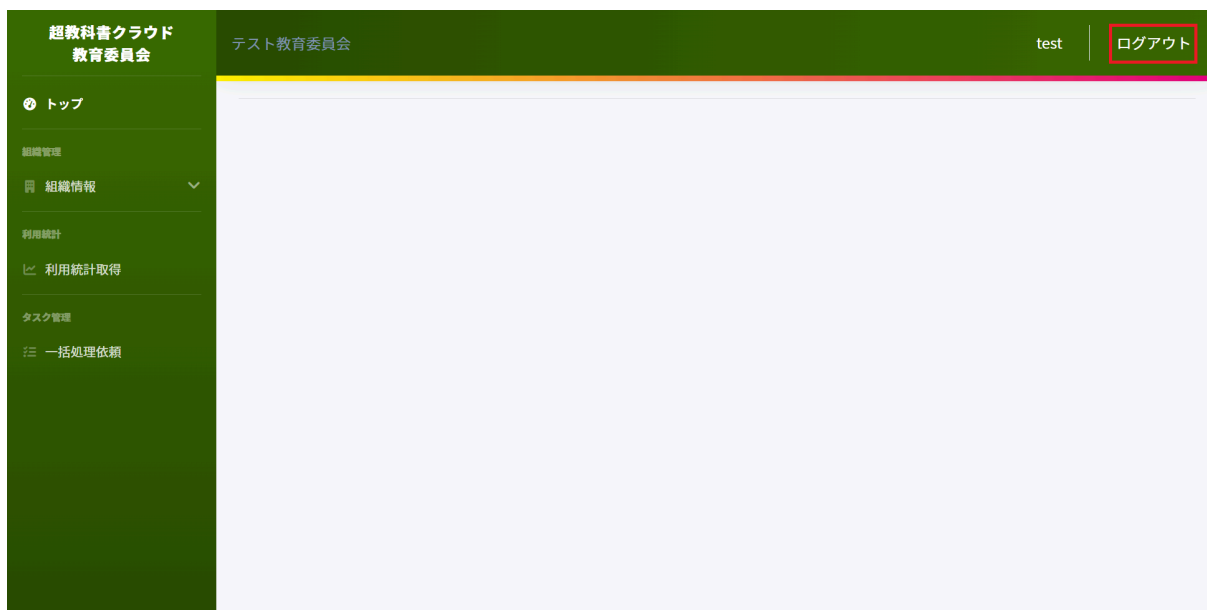 超教科書クラウド
教育委員会
テスト教育委員会
test
ログアウト
トップ
組織管理
組織情報
利用統計
利用統計取得
タスク管理
一括処理依頼